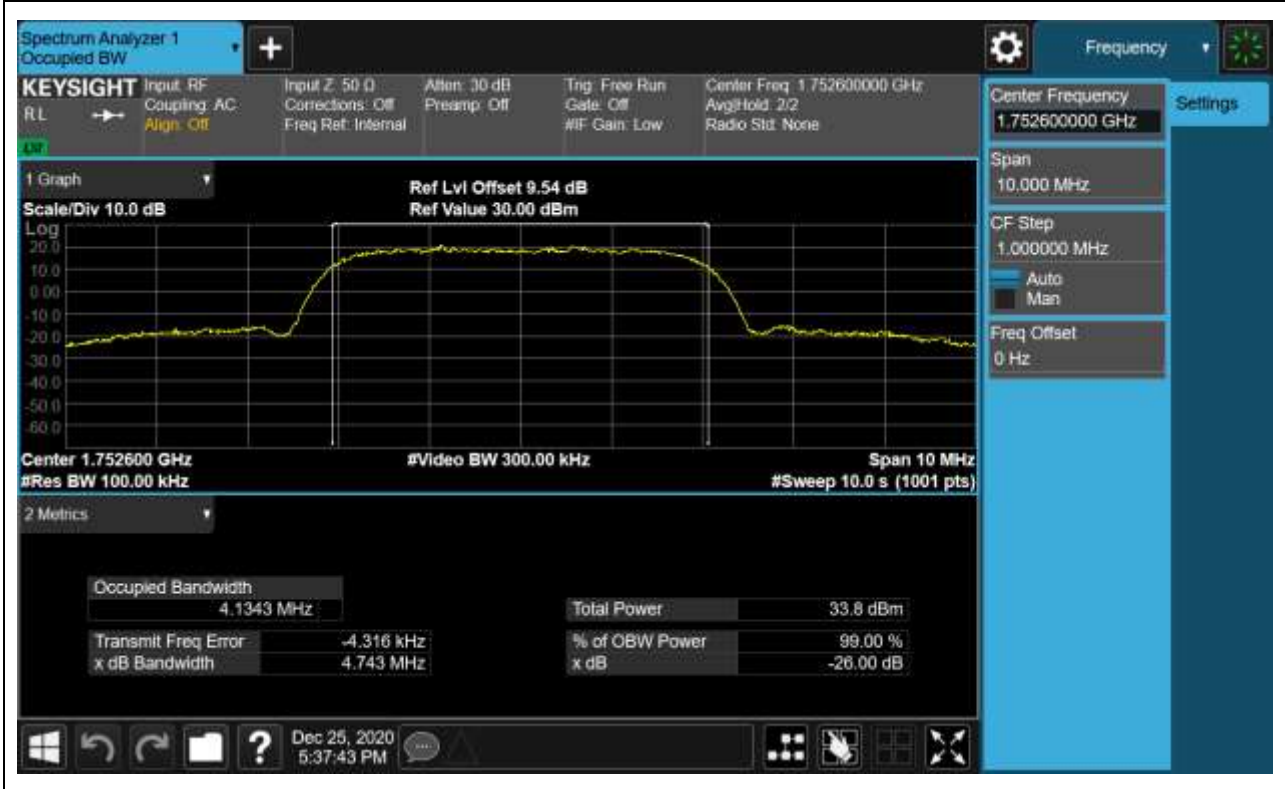 Spectrum Analyzer 1
Occupied BW
Frequency
KEYSIGHT
R L
Input: RF
Coupling: AC
Align: Off
Input Z: 50 Ω
Corrections: Off
Freq Ref: Internal
Atten: 30 dB
Preamp: Off
Trig: Free Run
Gate: Off
#IF Gain: Low
Center Freq: 1.752600000 GHz
Avg|Hold: 2/2
Radio Std: None
1 Graph
Scale/Div 10.0 dB
Ref Lvl Offset 9.54 dB
Ref Value 30.00 dBm
Log
20.0
10.0
0.00
-10.0
-20.0
-30.0
-40.0
-50.0
-60.0
Center 1.752600 GHz
#Video BW 300.00 kHz
Span 10 MHz
#Res BW 100.00 kHz
#Sweep 10.0 s (1001 pts)
2 Metrics
Occupied Bandwidth
4.1343 MHz
Total Power 33.8 dBm
Transmit Freq Error -4.316 kHz
% of OBW Power 99.00 %
x dB Bandwidth 4.743 MHz
x dB -26.00 dB
?
Dec 25, 2020
5:37:43 PM
Center Frequency
1.752600000 GHz
Settings
Span
10.000 MHz
CF Step
1.000000 MHz
Auto
Man
Freq Offset
0 Hz